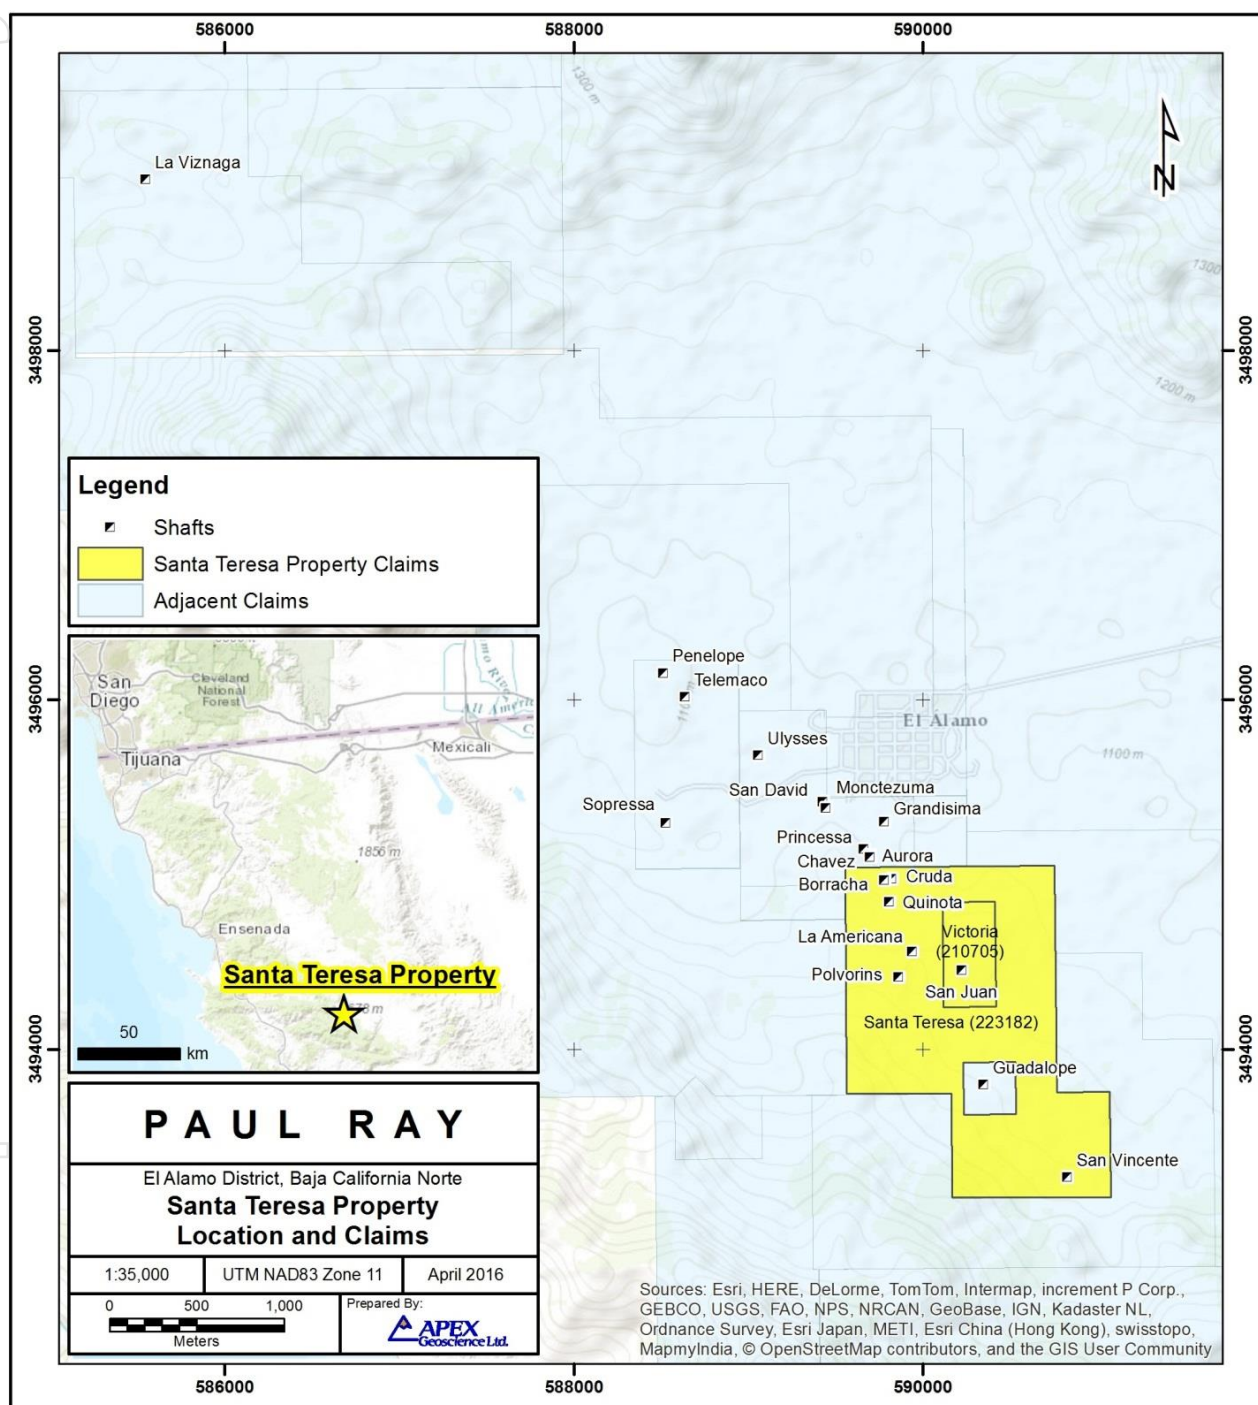 586000
588000
590000
1300 m
La Viznaga
N
1300
3498000
3498000
1200 m
Legend
Shafts
Santa Teresa Property Claims
Adjacent Claims
Penelope
Telemaco
3496000
3496000
El Álamo
Ulysses
1100 m
San David
Monctezuma
Sopressa
Grandisima
Princessa
Chavez
Aurora
Borracha
Cruda
Quinota
La Americana
Victoria
(210705)
Polvorins
San Juan
Santa Teresa (223182)
3494000
3494000
Guadalope
San Vincente
San
Diego
Cleveland
National
Forest
Tijuana
Mexicali
1856 m
Ensenada
Santa Teresa Property
50
km
PAUL RAY
El Alamo District, Baja California Norte
Santa Teresa Property
Location and Claims
1:35,000
UTM NAD83 Zone 11
April 2016
0 500 1,000
Meters
Prepared By:
APEX
Geoscience Ltd.
Sources: Esri, HERE, DeLorme, TomTom, Intermap, increment P Corp.,
GEBCO, USGS, FAO, NPS, NRCAN, GeoBase, IGN, Kadaster NL,
Ordnance Survey, Esri Japan, METI, Esri China (Hong Kong), swisstopo,
MapmyIndia, © OpenStreetMap contributors, and the GIS User Community
586000
588000
590000